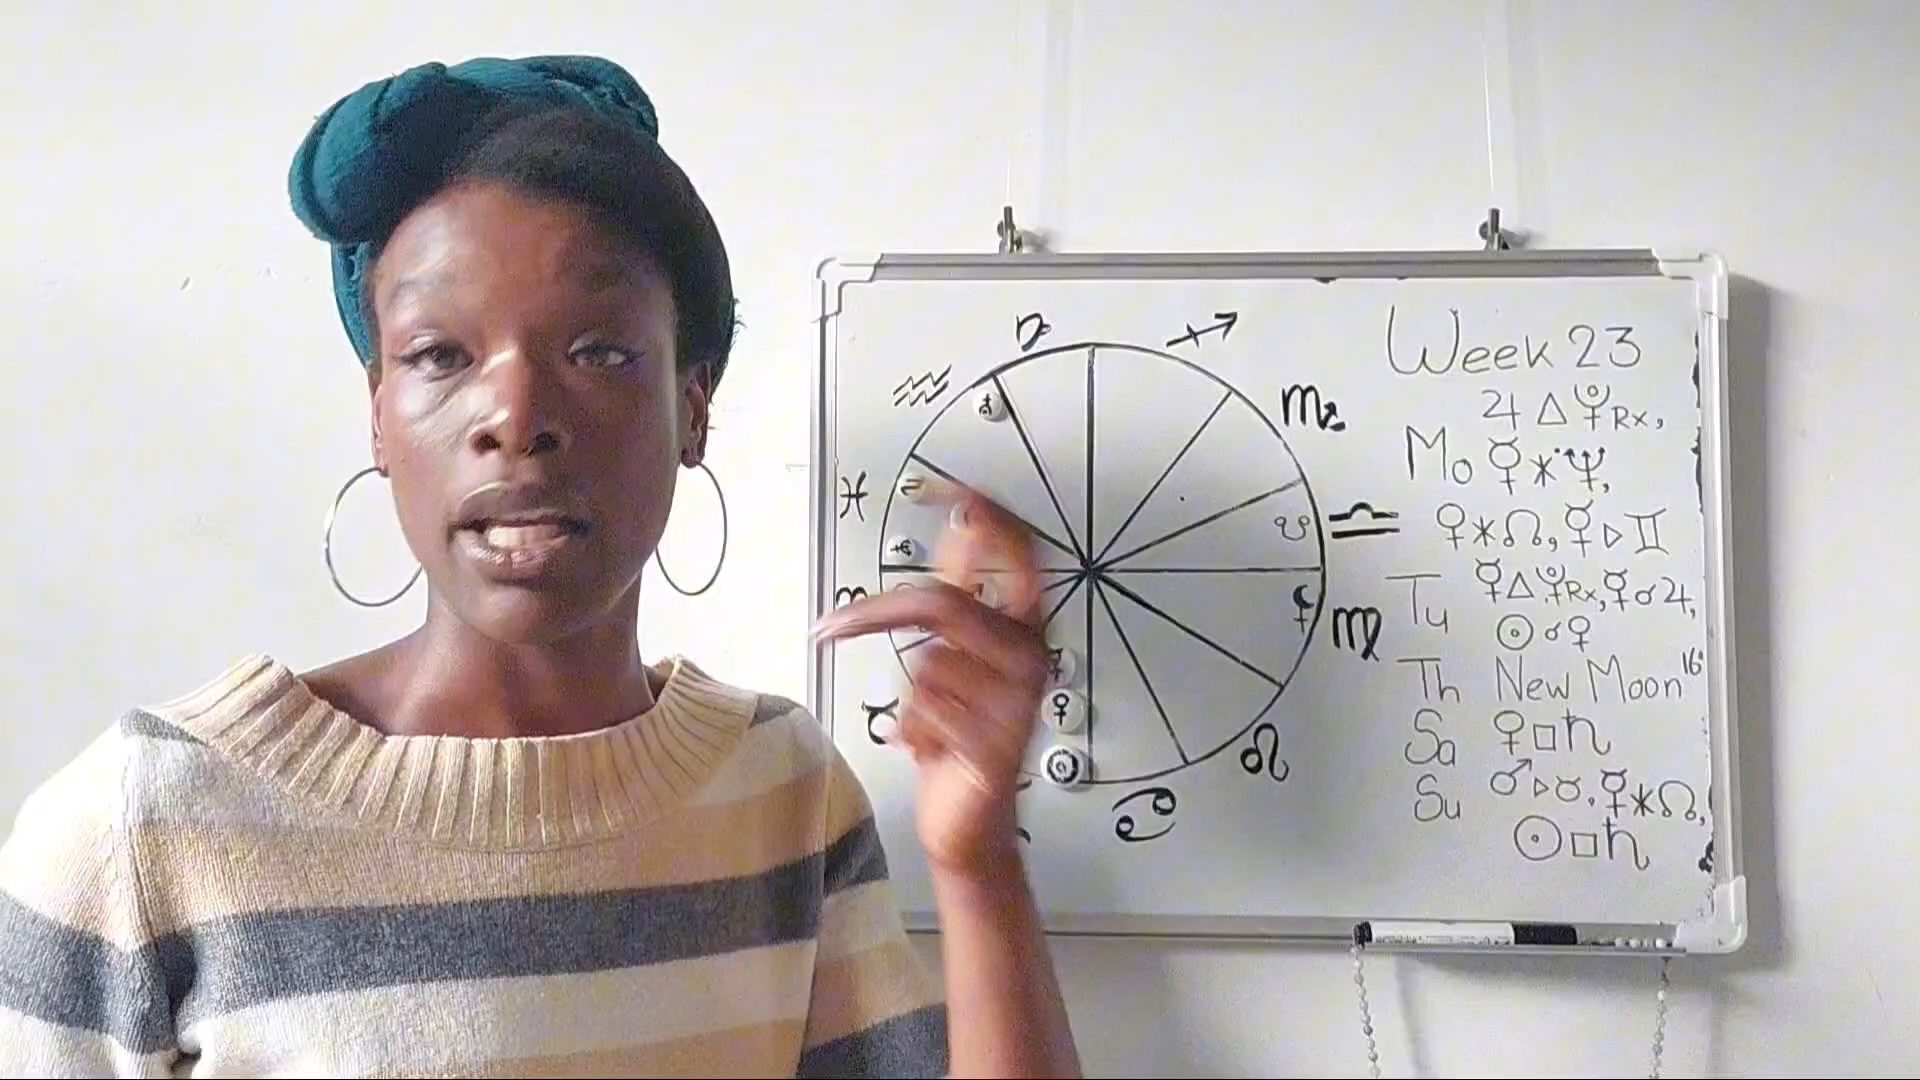 Week 23
♃ △ ♇ Rx,
Mo ☿ ⚹ ♆,
♀ ⚹ ☊, ☿ ▷ ♊
Tu ☿ △ ♇ Rx, ☿ ☌ ♃,
☉ ☌ ♀
Th New Moon 16°
Sa ♀ □ ♄
Su ♂ ▷ ♉, ☿ ⚹ ☊,
☉ □ ♄
♑ ♐
♒ ♏
♓ ☋ ♎
⚸ ♍
♀
♉ ♌
☉
♋